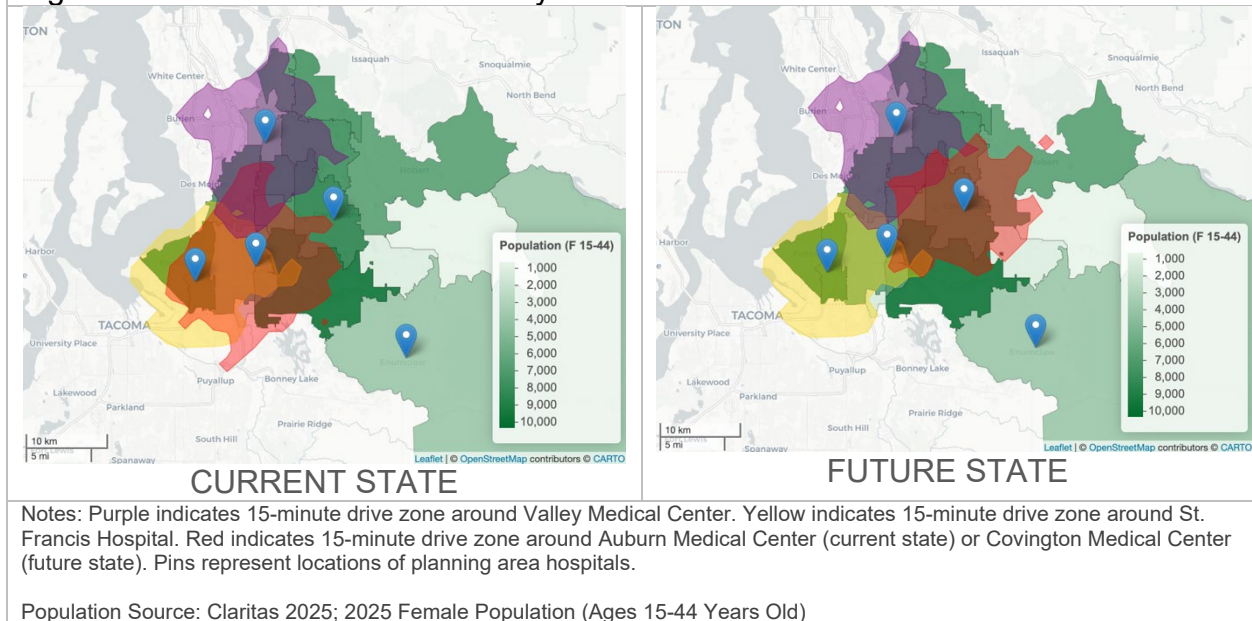 TON
Issaquah
Snoqualmie
White Center
North Bend
Burien
Des Mo
Hobart
Harbor
TACOMA
University Place
Puyallup
Bonney Lake
Enumclaw
Lakewood
Parkland
Prairie Ridge
South Hill
Spanaway
Population (F 15-44)
1,000
2,000
3,000
4,000
5,000
6,000
7,000
8,000
9,000
10,000
10 km
5 mi
Leaflet | © OpenStreetMap contributors © CARTO
CURRENT STATE
TON
Issaquah
Snoqualmie
White Center
North Bend
Burien
Des Moi
Harbor
TACOMA
University Place
Puyallup
Bonney Lake
Enumclaw
Lakewood
Parkland
Prairie Ridge
South Hill
Spanaway
Population (F 15-44)
1,000
2,000
3,000
4,000
5,000
6,000
7,000
8,000
9,000
10,000
10 km
5 mi
Leaflet | © OpenStreetMap contributors © CARTO
FUTURE STATE
Notes: Purple indicates 15-minute drive zone around Valley Medical Center. Yellow indicates 15-minute drive zone around St.
Francis Hospital. Red indicates 15-minute drive zone around Auburn Medical Center (current state) or Covington Medical Center
(future state). Pins represent locations of planning area hospitals.
Population Source: Claritas 2025; 2025 Female Population (Ages 15-44 Years Old)